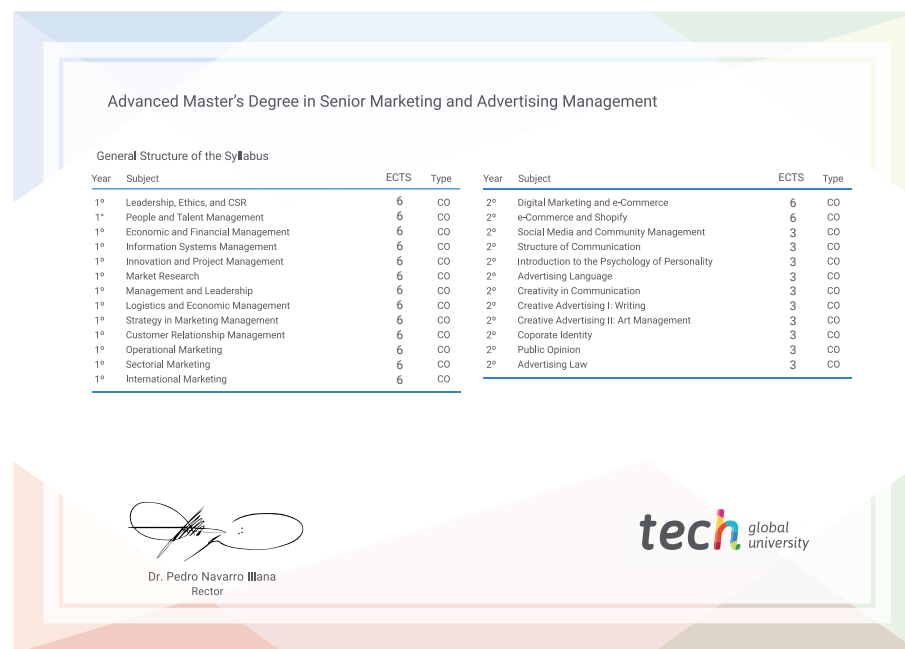 Advanced Master's Degree in Senior Marketing and Advertising Management
General Structure of the Syllabus
Year Subject ECTS Type
1º Leadership, Ethics, and CSR 6 CO
1° People and Talent Management 6 CO
1º Economic and Financial Management 6 CO
1º Information Systems Management 6 CO
1º Innovation and Project Management 6 CO
1º Market Research 6 CO
1º Management and Leadership 6 CO
1º Logistics and Economic Management 6 CO
1º Strategy in Marketing Management 6 CO
1º Customer Relationship Management 6 CO
1º Operational Marketing 6 CO
1º Sectorial Marketing 6 CO
1º International Marketing 6 CO
Year Subject ECTS Type
2º Digital Marketing and e-Commerce 6 CO
2º e-Commerce and Shopify 6 CO
2º Social Media and Community Management 3 CO
2º Structure of Communication 3 CO
2º Introduction to the Psychology of Personality 3 CO
2º Advertising Language 3 CO
2º Creativity in Communication 3 CO
2º Creative Advertising I: Writing 3 CO
2º Creative Advertising II: Art Management 3 CO
2º Coporate Identity 3 CO
2º Public Opinion 3 CO
2º Advertising Law 3 CO
Dr. Pedro Navarro Illana
Rector
tech global
university